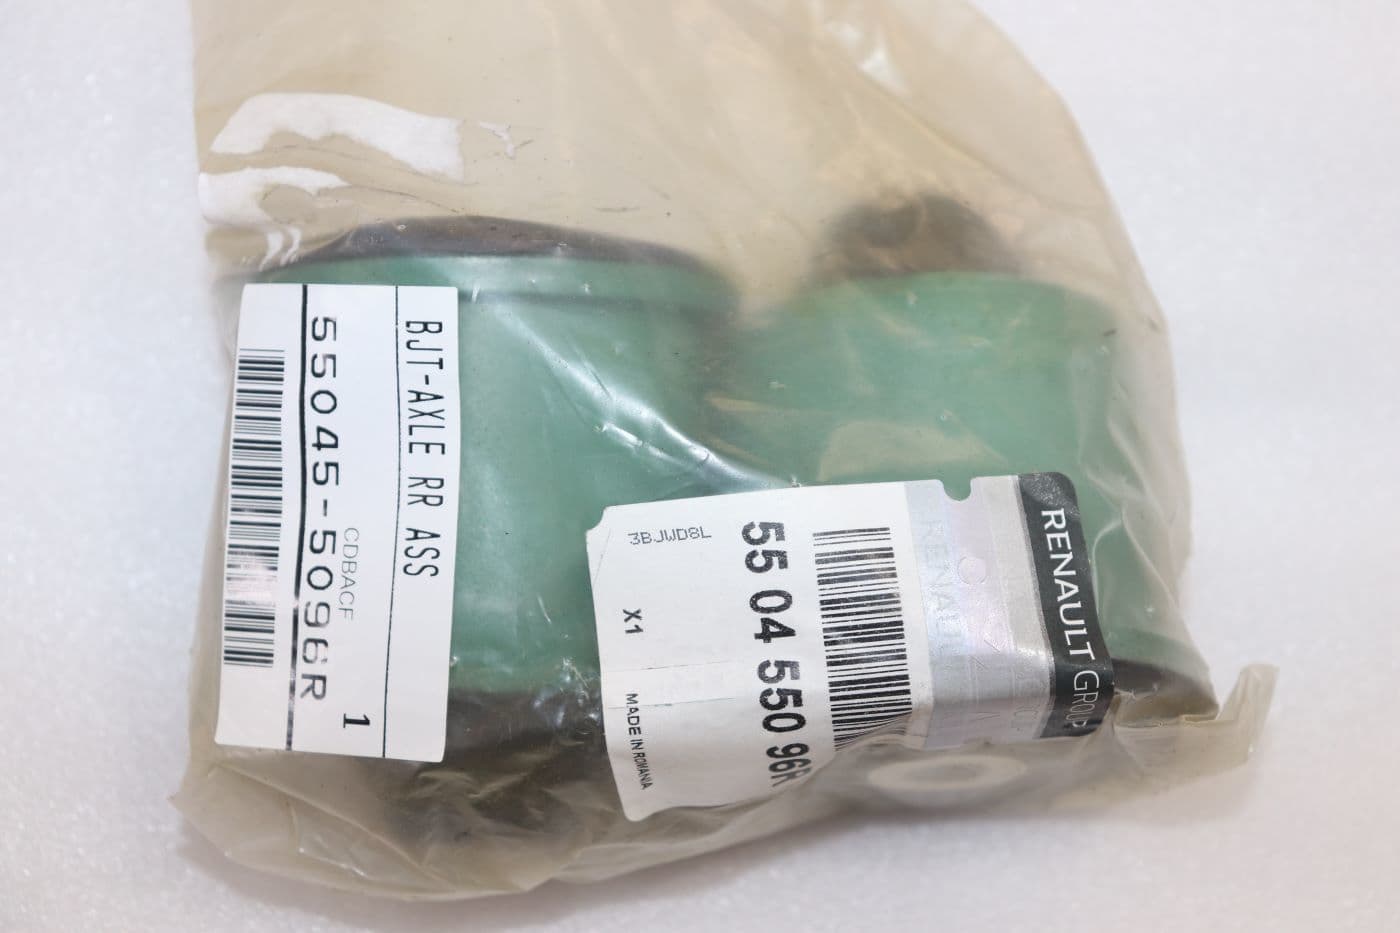 BJT-AXLE RR ASS
CDBACF
1
55045-5096R
RENAULT GROUP
RENAULT
55 04 550 96R
3BJWD8L
X1
MADE IN ROMANIA